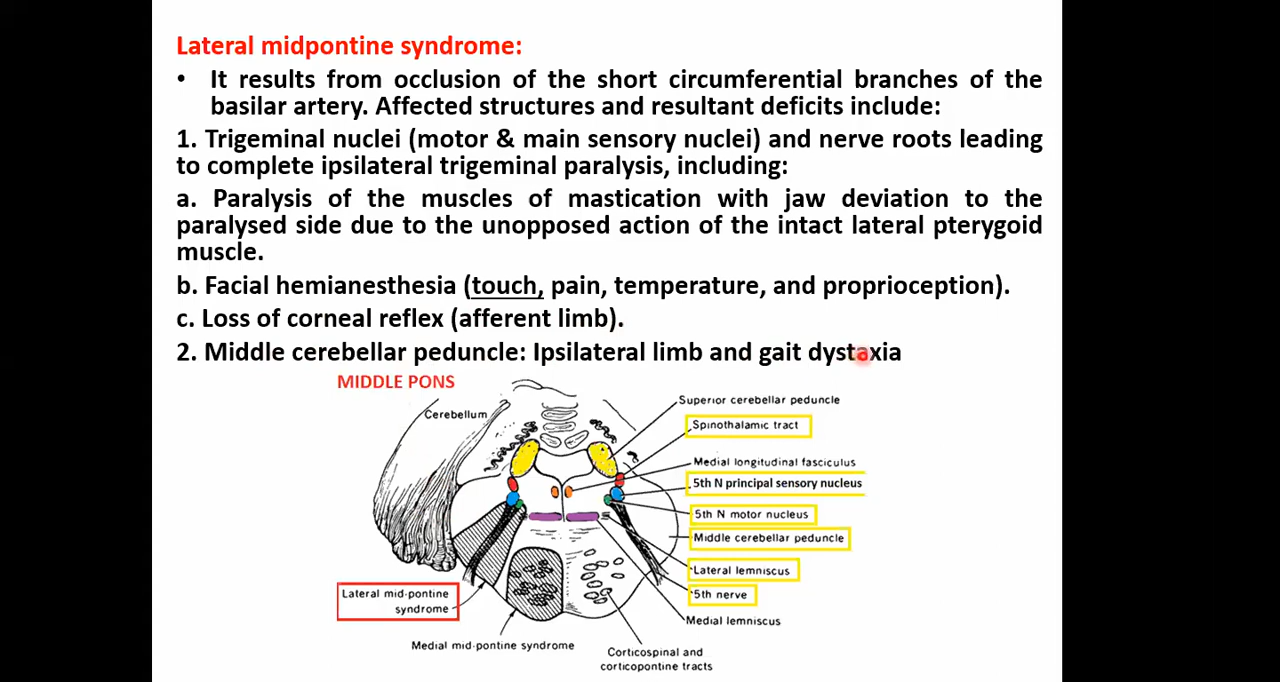 Lateral midpontine syndrome:
• It results from occlusion of the short circumferential branches of the
basilar artery. Affected structures and resultant deficits include:
1. Trigeminal nuclei (motor & main sensory nuclei) and nerve roots leading
to complete ipsilateral trigeminal paralysis, including:
a. Paralysis of the muscles of mastication with jaw deviation to the
paralysed side due to the unopposed action of the intact lateral pterygoid
muscle.
b. Facial hemianesthesia (touch, pain, temperature, and proprioception).
c. Loss of corneal reflex (afferent limb).
2. Middle cerebellar peduncle: Ipsilateral limb and gait dystaxia
MIDDLE PONS
Cerebellum
Superior cerebellar peduncle
Spinothalamic tract
Medial longitudinal fasciculus
5th N principal sensory nucleus
5th N motor nucleus
Middle cerebellar peduncle
Lateral lemniscus
5th nerve
Medial lemniscus
Lateral mid-pontine
syndrome
Medial mid-pontine syndrome
Corticospinal and
corticopontine tracts